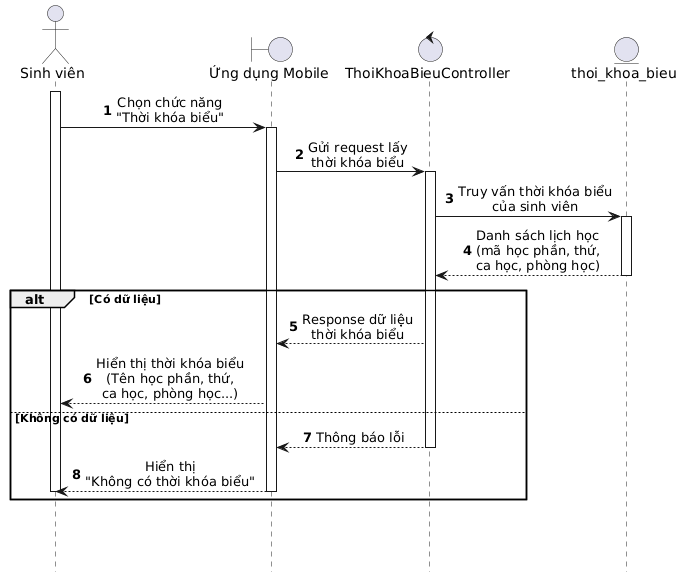 Sinh viên
Ứng dụng Mobile
ThoiKhoaBieuController
thoi_khoa_bieu
1 Chọn chức năng
"Thời khóa biểu"
2 Gửi request lấy
thời khóa biểu
3 Truy vấn thời khóa biểu
của sinh viên
Danh sách lịch học
4 (mã học phần, thứ,
ca học, phòng học)
alt [Có dữ liệu]
5 Response dữ liệu
thời khóa biểu
Hiển thị thời khóa biểu
6 (Tên học phần, thứ,
ca học, phòng học...)
[Không có dữ liệu]
7 Thông báo lỗi
8 Hiển thị
"Không có thời khóa biểu"